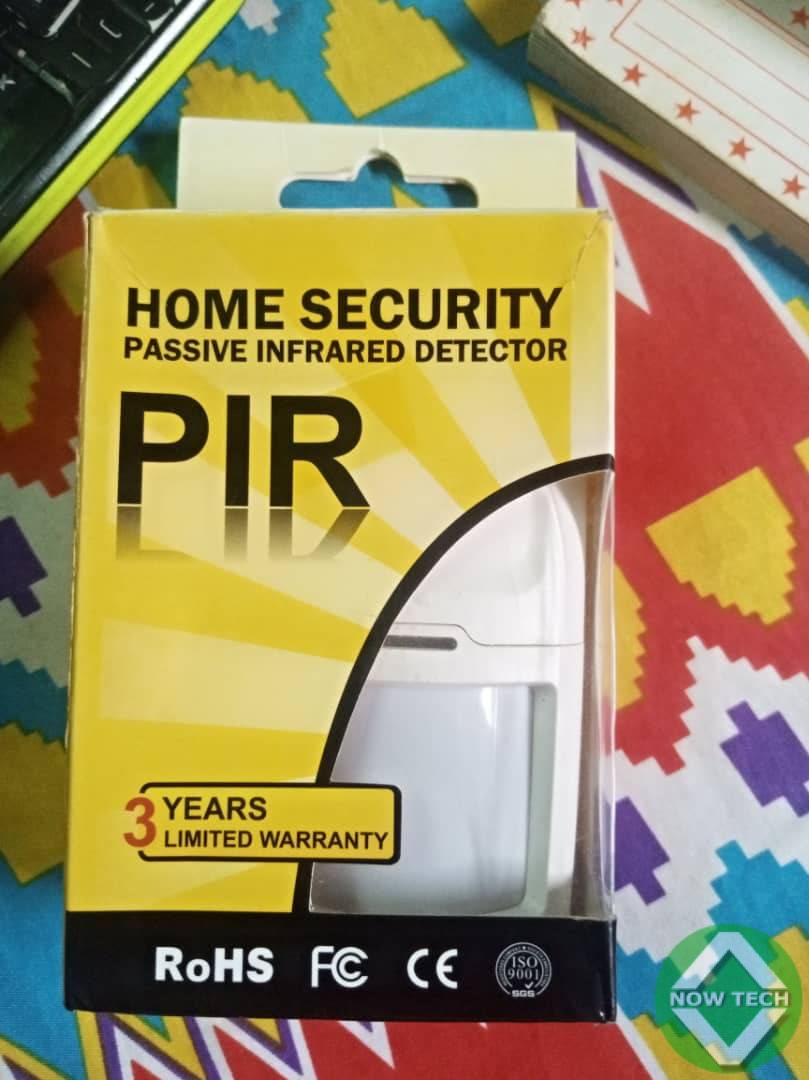 HOME SECURITY
PASSIVE INFRARED DETECTOR
PIR
3 YEARS
LIMITED WARRANTY
RoHS FC CE ISO
9001
SGS
NOW TECH